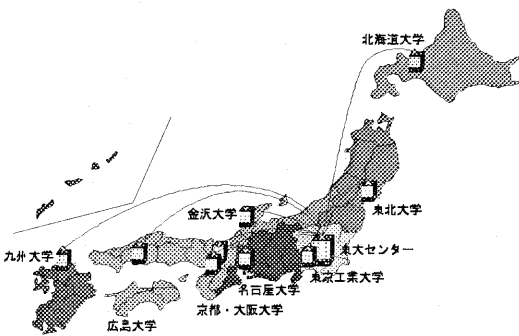 北海道大学
東北大学
金沢大学
東大センター
九州大学
東京工業大学
名古屋大学
京都・大阪大学
広島大学